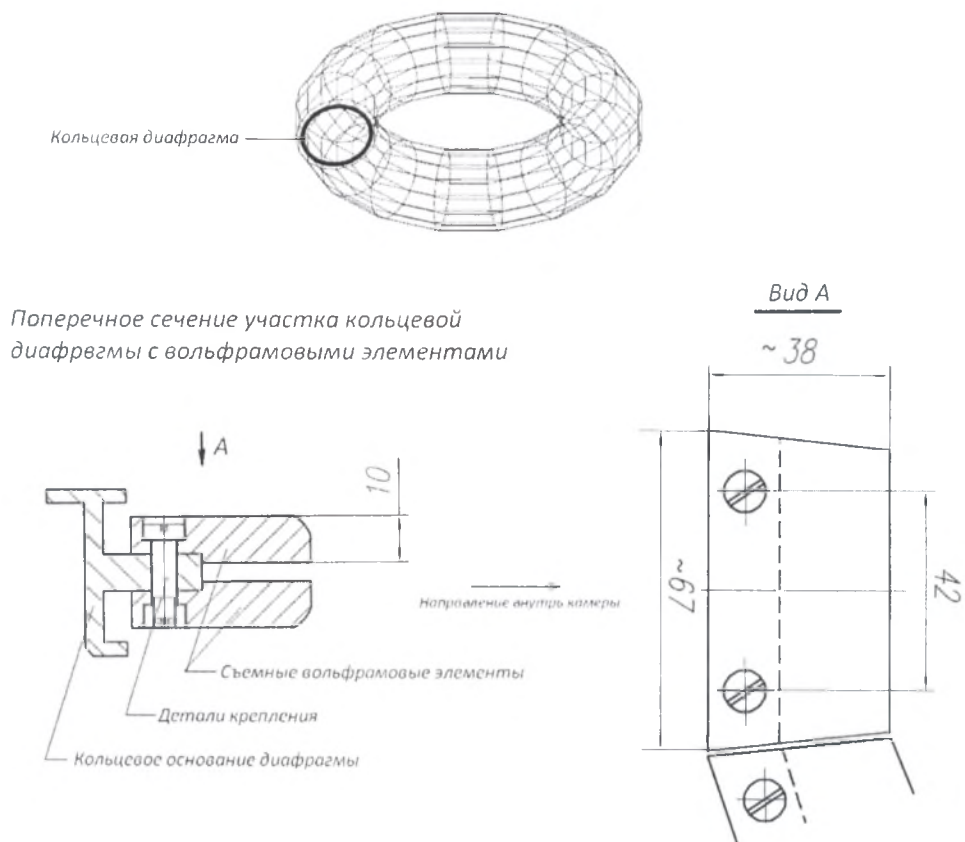 Кольцевая диафрагма
Вид А
Поперечное сечение участка кольцевой
диафрвгмы с вольфрамовыми элементами
~ 38
А
10
~67
42
Направление внутрь камеры
Съемные вольфрамовые элементы
Детали крепления
Кольцевое основание диафрагмы